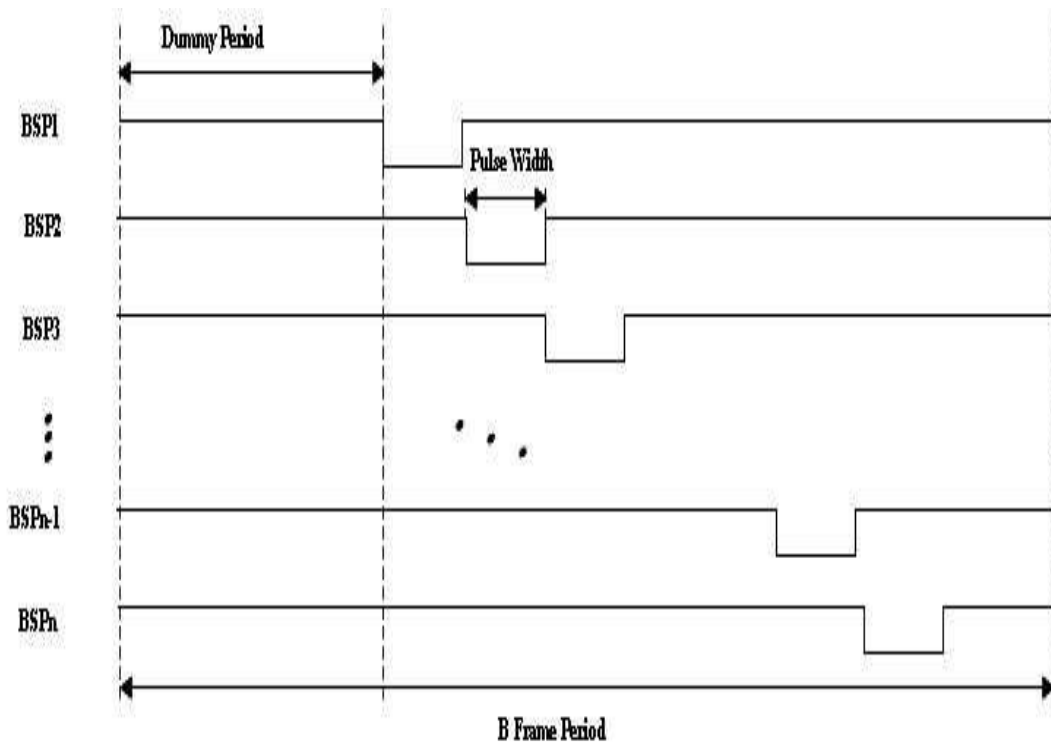 Dummy Period
BSP1
Pulse Width
BSP2
BSP3
BSPn-1
BSPn
B Frame Period